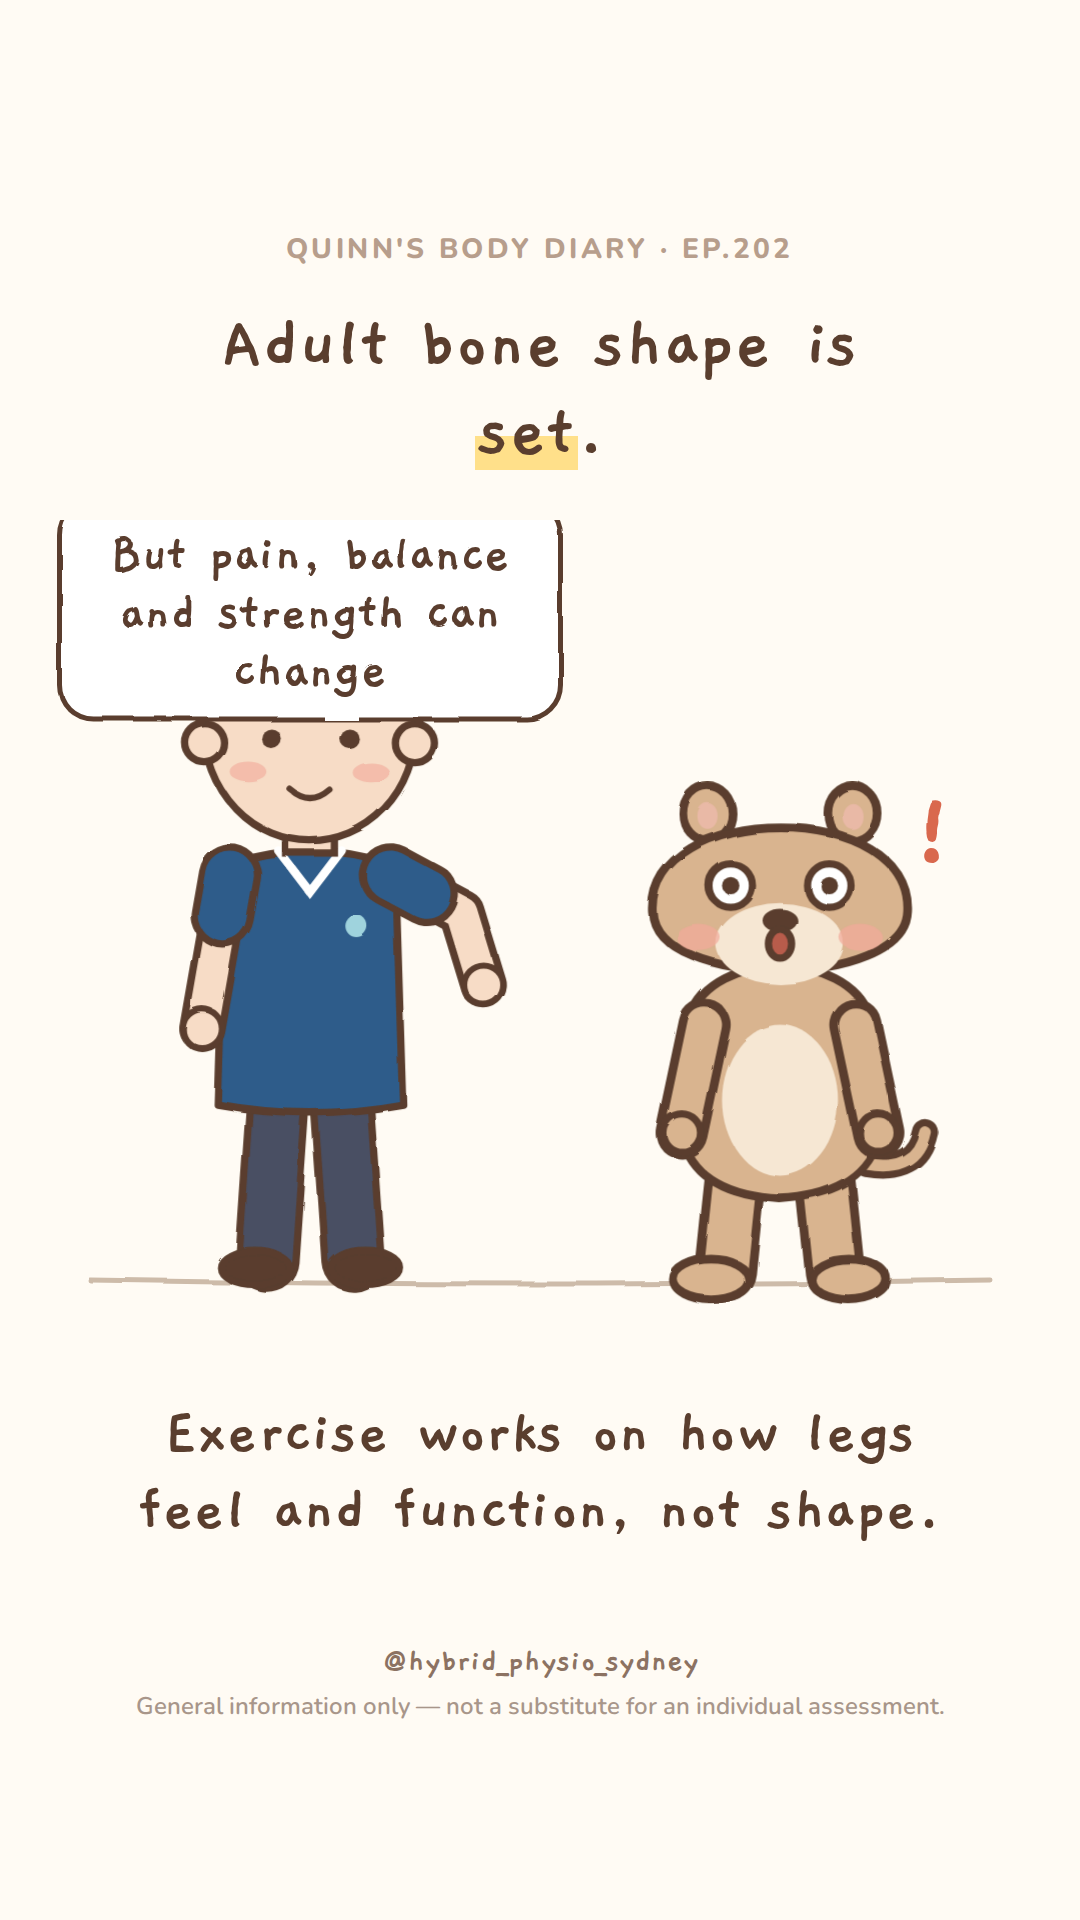 QUINN'S BODY DIARY · EP.202
Adult bone shape is
set.
But pain, balance
and strength can
change
!
Exercise works on how legs
feel and function, not shape.
@hybrid_physio_sydney
General information only — not a substitute for an individual assessment.